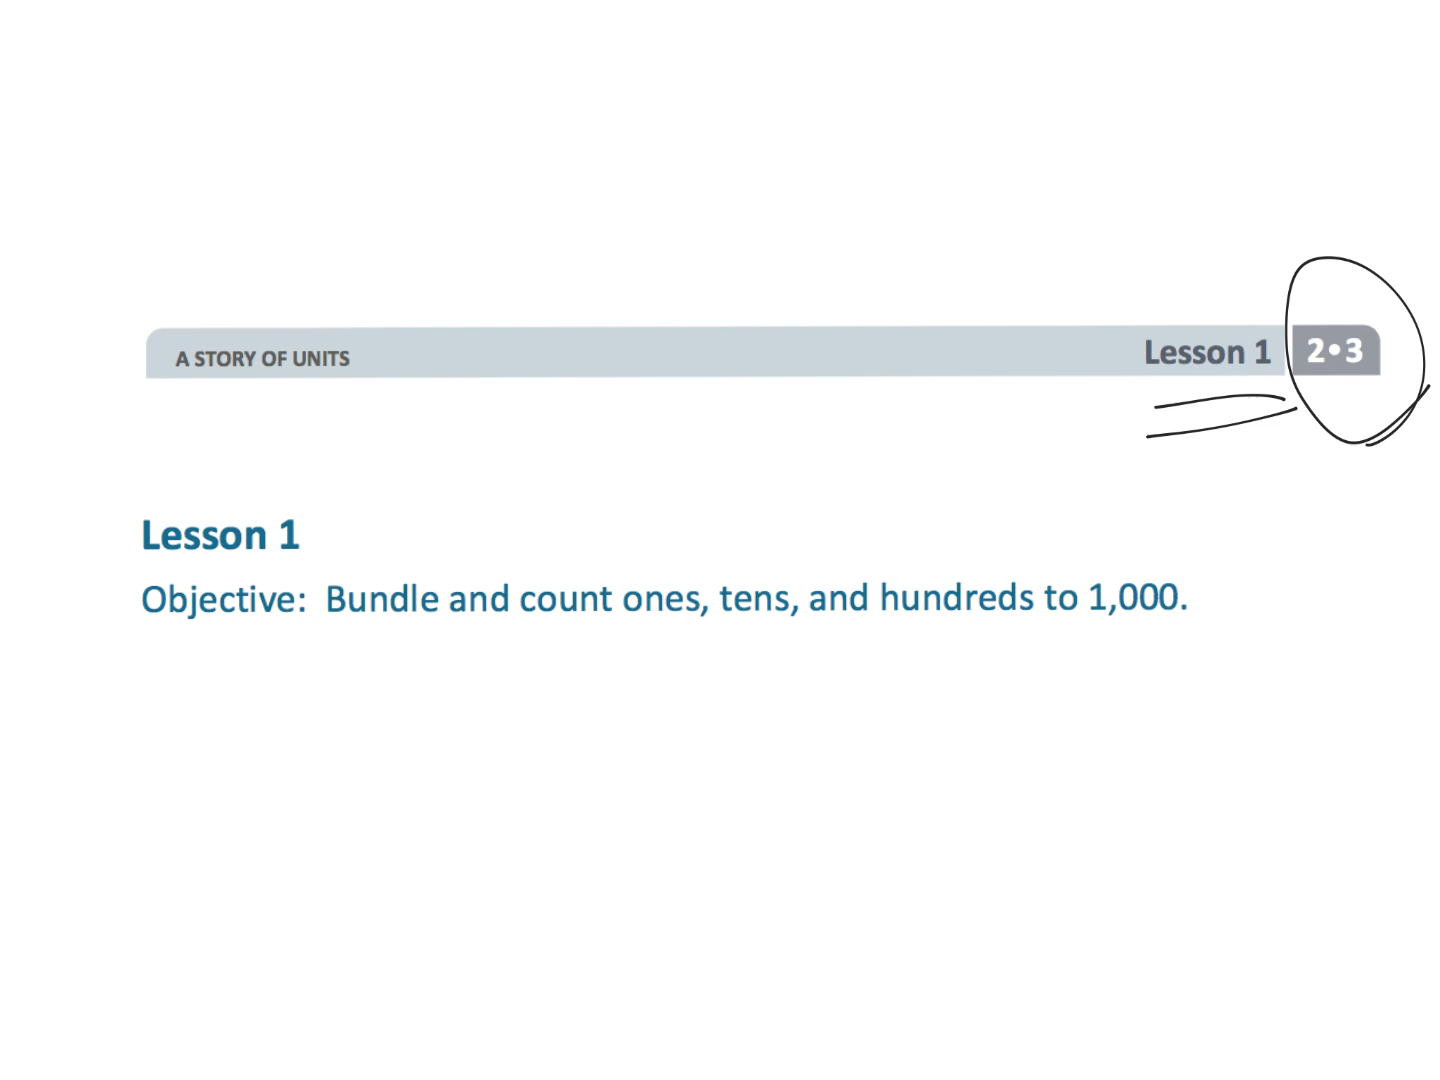 A STORY OF UNITS
Lesson 1 2•3
Lesson 1
Objective: Bundle and count ones, tens, and hundreds to 1,000.